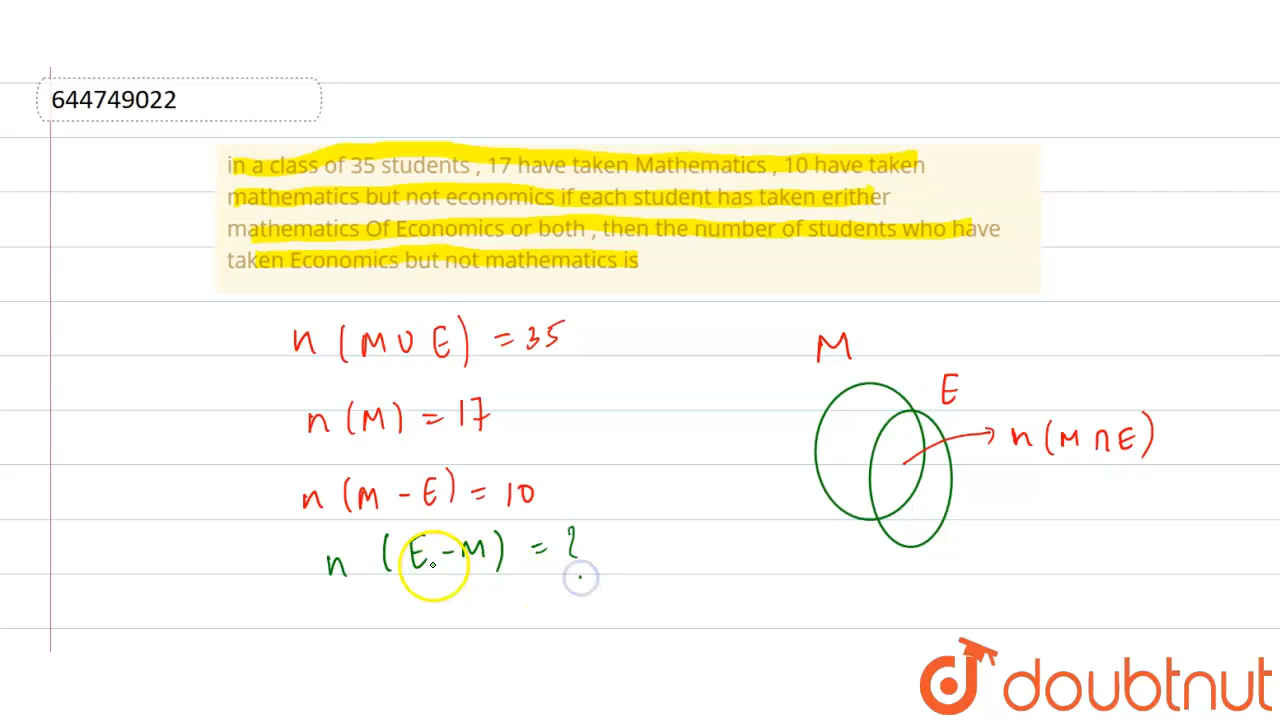 644749022
in a class of 35 students , 17 have taken Mathematics , 10 have taken
mathematics but not economics if each student has taken erither
mathematics Of Economics or both , then the number of students who have
taken Economics but not mathematics is
n (M ∪ E) = 35
n (M) = 17
n (M - E) = 10
n (E - M) = ?
M
E
n (M ∩ E)
doubtnut